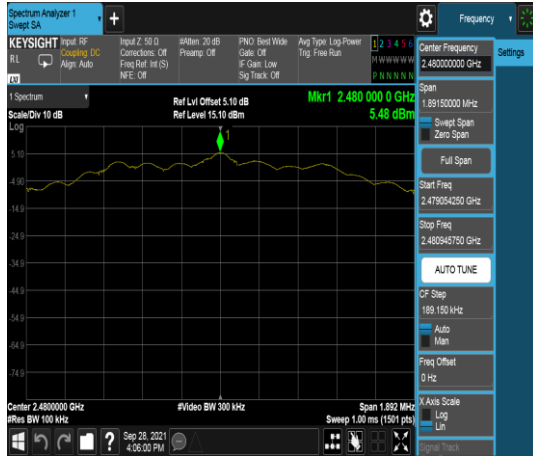 Spectrum Analyzer 1
Swept SA
+
Frequency
KEYSIGHT
RL
LXI
Input: RF
Coupling: DC
Align: Auto
Input Z: 50 Ω
Corrections: Off
Freq Ref: Int (S)
NFE: Off
#Atten: 20 dB
Preamp: Off
PNO: Best Wide
Gate: Off
IF Gain: Low
Sig Track: Off
Avg Type: Log-Power
Trig: Free Run
1 2 3 4 5 6
M W W W W W
P N N N N N
Center Frequency
2.480000000 GHz
Settings
1 Spectrum
Scale/Div 10 dB
Log
Ref Lvl Offset 5.10 dB
Ref Level 15.10 dBm
Mkr1 2.480 000 0 GHz
5.48 dBm
Span
1.89150000 MHz
Swept Span
Zero Span
Full Span
Start Freq
2.479054250 GHz
Stop Freq
2.480945750 GHz
AUTO TUNE
CF Step
189.150 kHz
Auto
Man
Freq Offset
0 Hz
X Axis Scale
Log
Lin
Signal Track
1
5.10
-4.90
-14.9
-24.9
-34.9
-44.9
-54.9
-64.9
-74.9
Center 2.4800000 GHz
#Res BW 100 kHz
#Video BW 300 kHz
Span 1.892 MHz
Sweep 1.00 ms (1501 pts)
?
Sep 28, 2021
4:06:00 PM